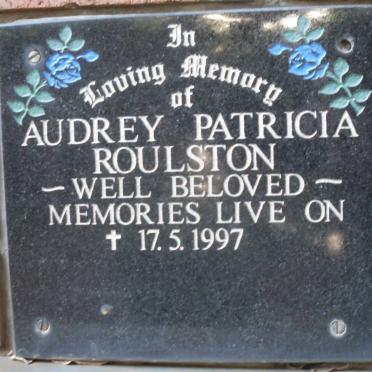 In
Loving Memory
of
AUDREY PATRICIA
ROULSTON
~ WELL BELOVED ~
MEMORIES LIVE ON
✝ 17. 5. 1997